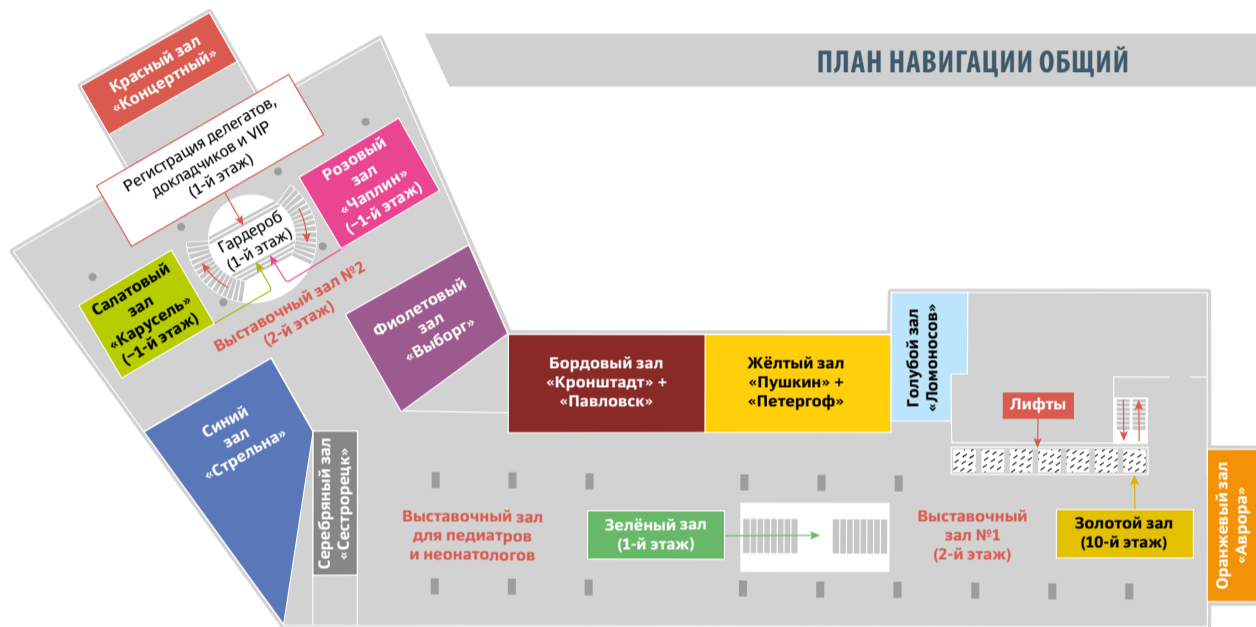 ПЛАН НАВИГАЦИИ ОБЩИЙ
Красный зал
«Концертный»
Регистрация делегатов,
докладчиков и VIP
(1-й этаж)
Розовый
зал
«Чаплин»
(–1-й этаж)
Гардероб
(1-й этаж)
Салатовый
зал
«Карусель»
(–1-й этаж)
Выставочный зал №2
(2-й этаж)
Фиолетовый
зал
«Выборг»
Синий
зал
«Стрельна»
Серебряный зал
«Сестрорецк»
Бордовый зал
«Кронштадт» +
«Павловск»
Жёлтый зал
«Пушкин» +
«Петергоф»
Голубой зал
«Ломоносов»
Лифты
Выставочный зал
для педиатров
и неонатологов
Зелёный зал
(1-й этаж)
Выставочный
зал №1
(2-й этаж)
Золотой зал
(10-й этаж)
Оранжевый зал
«Аврора»